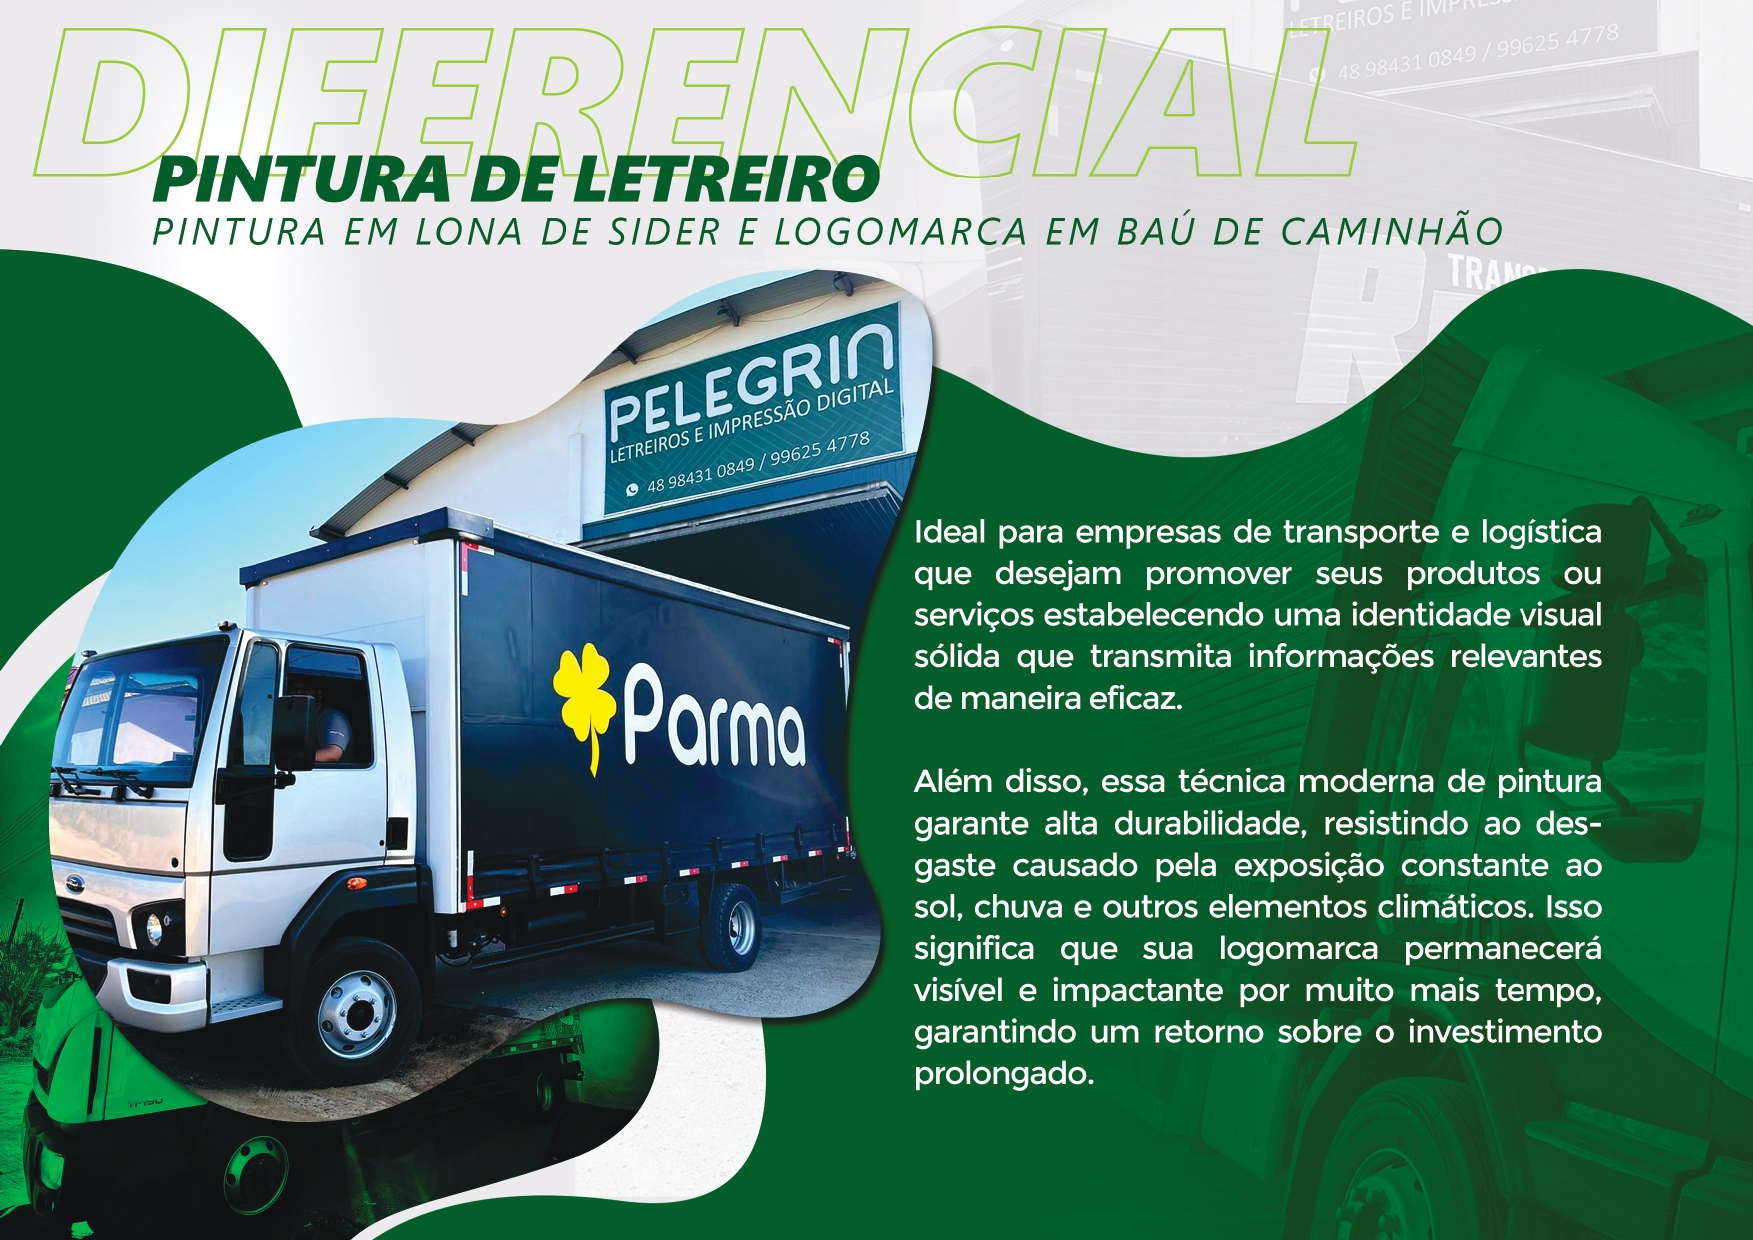 DIFERENCIAL
LETREIROS E IMPRESS
48 98431 0849 / 99625 4778
PINTURA DE LETREIRO
PINTURA EM LONA DE SIDER E LOGOMARCA EM BAÚ DE CAMINHÃO
PELEGRIN
LETREIROS E IMPRESSÃO DIGITAL
48 98431 0849 / 99625 4778
Parma
Ideal para empresas de transporte e logística
que desejam promover seus produtos ou
serviços estabelecendo uma identidade visual
sólida que transmita informações relevantes
de maneira eficaz.
Além disso, essa técnica moderna de pintura
garante alta durabilidade, resistindo ao des-
gaste causado pela exposição constante ao
sol, chuva e outros elementos climáticos. Isso
significa que sua logomarca permanecerá
visível e impactante por muito mais tempo,
garantindo um retorno sobre o investimento
prolongado.